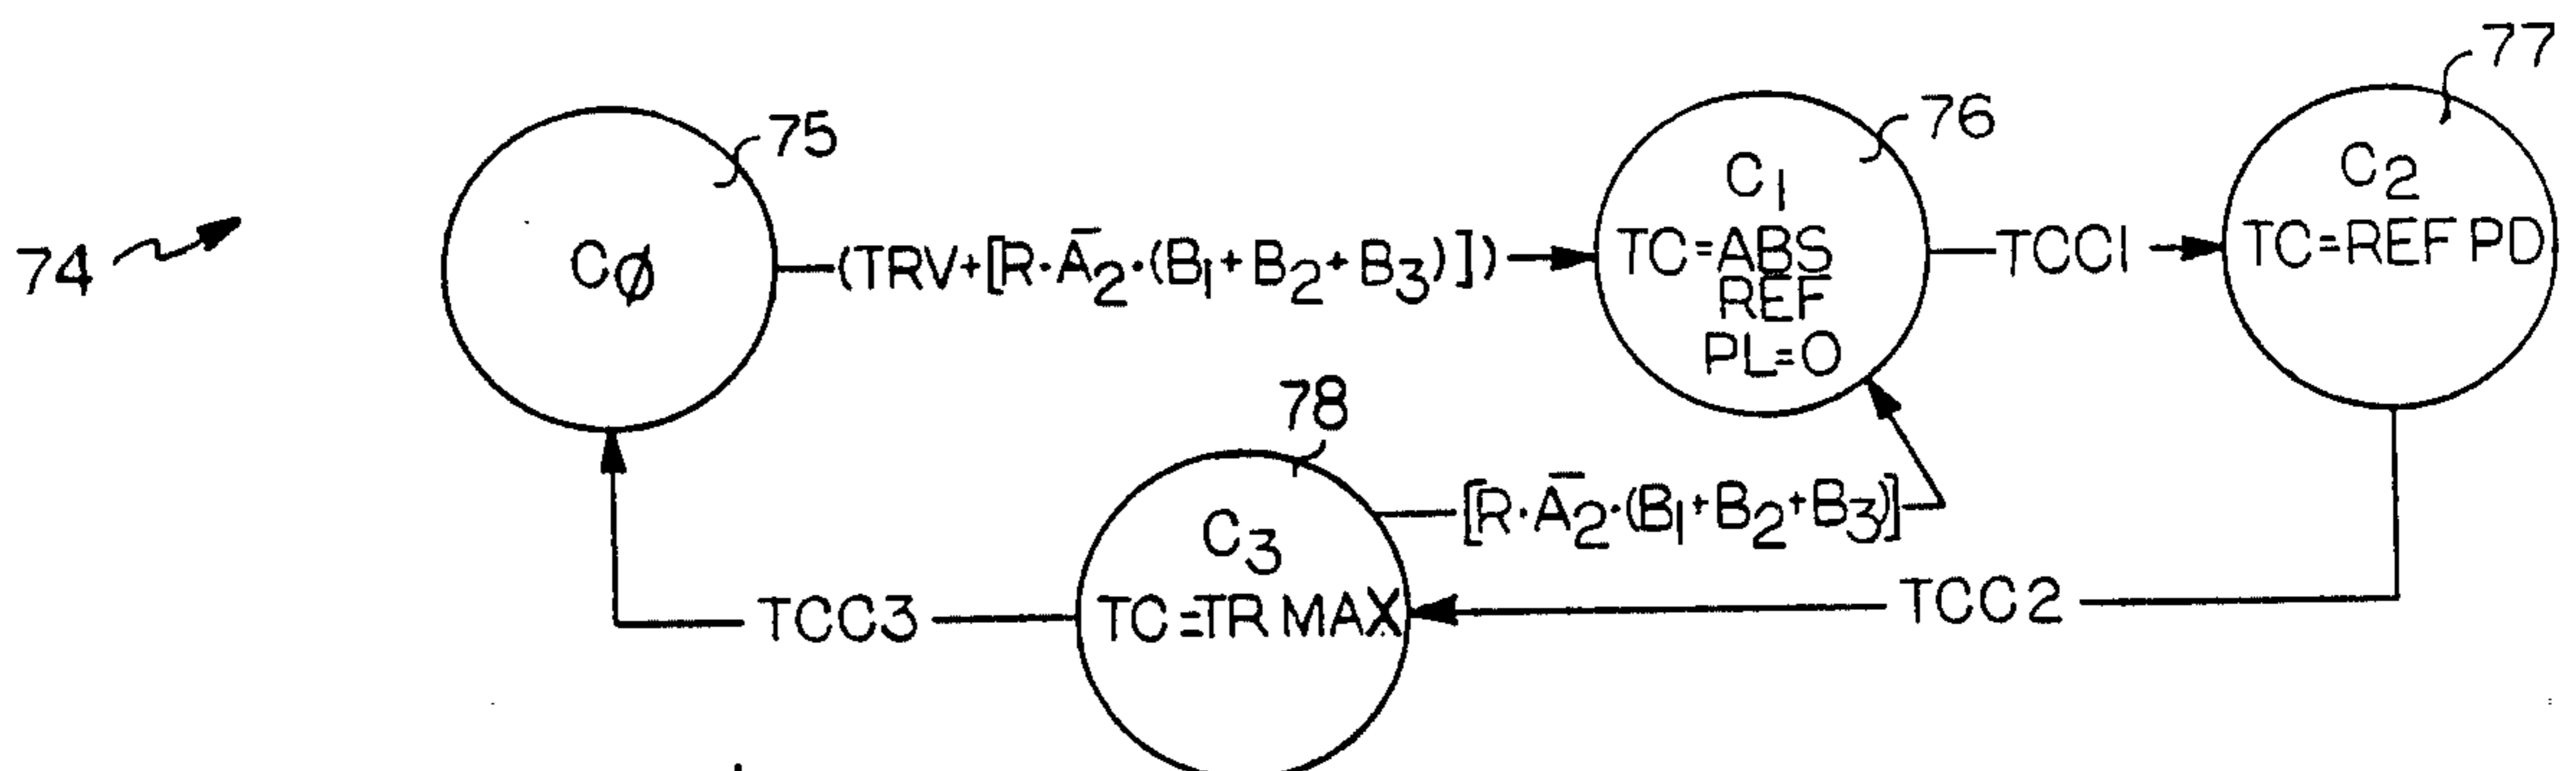 74
75
CØ
(TRV+[R·Ā₂·(B₁+B₂+B₃)])
76
C₁
TC=ABS
REF
PL=O
TCC1
77
C₂
TC=REF PD
78
C₃
TC=TR MAX
[R·Ā₂·(B₁+B₂+B₃)]
TCC2
TCC3